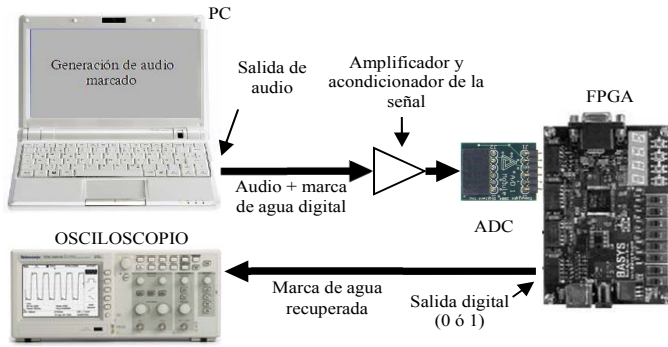 PC
Generación de audio
marcado
Salida de
audio
Amplificador y
acondicionador de la
señal
FPGA
Audio + marca
de agua digital
ADC
BASYS
OSCILOSCOPIO
Tektronix
Marca de agua
recuperada
Salida digital
(0 ó 1)